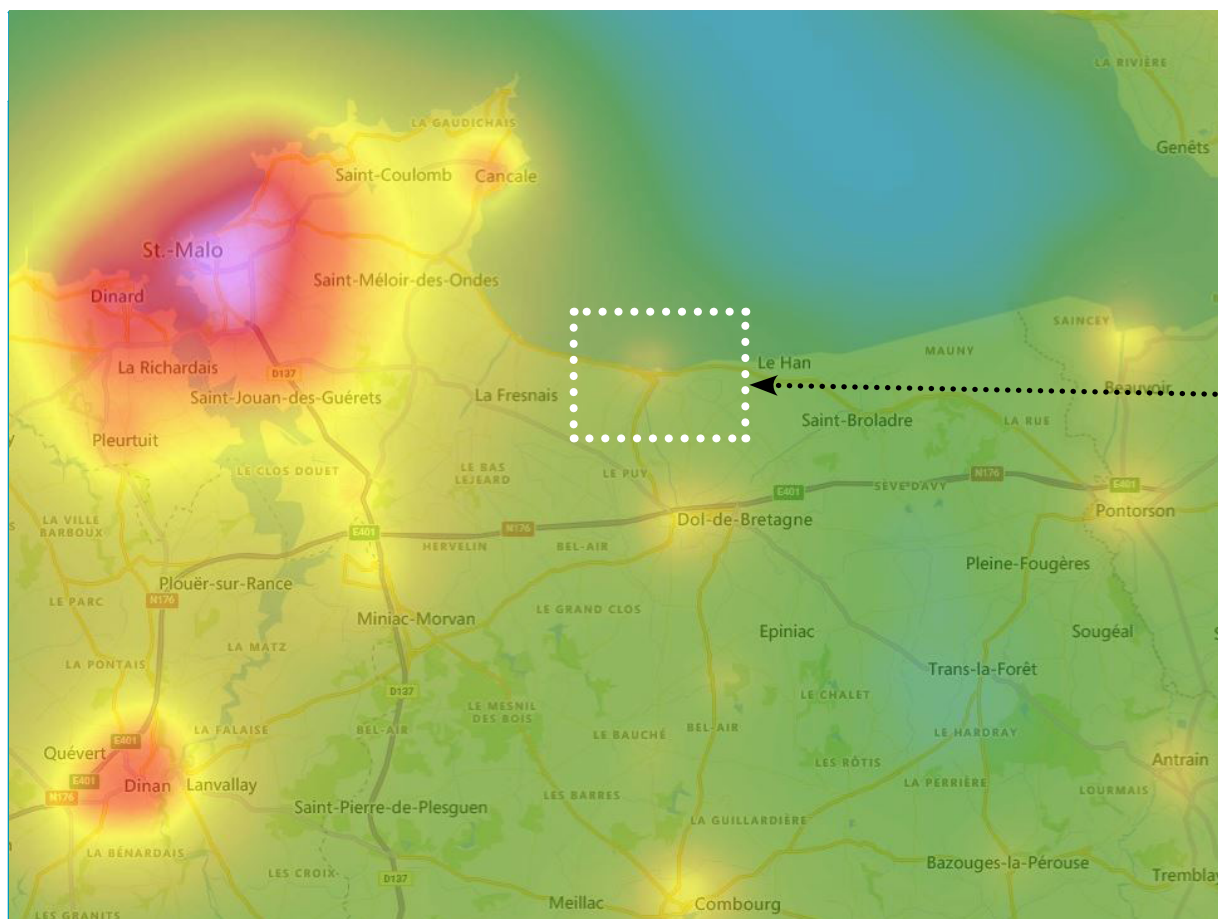 LA RIVIÈRE
LA GAUDICHAIS
Genêts
Saint-Coulomb
Cancale
St.-Malo
Saint-Méloir-des-Ondes
Dinard
SAINCEY
MAUNY
Le Han
La Richardais
D137
Beauvoir
Saint-Jouan-des-Guérets
La Fresnais
Saint-Broladre
LA RUE
Pleurtuit
LE CLOS DOUET
LE BAS
LEJEARD
LE PUY
N176
SÈVE DAVY
E401
E401
Pontorson
LA VILLE
BARBOUX
Dol-de-Bretagne
E401
N176
HERVELIN
BEL-AIR
Pleine-Fougères
Plouër-sur-Rance
LE PARC
N176
LE GRAND CLOS
Miniac-Morvan
Epiniac
Sougéal
LA MATZ
LA PONTAIS
Trans-la-Forêt
D137
LE CHALET
LE MESNIL
DES BOIS
LA FALAISE
BEL-AIR
BEL-AIR
LE BAUCHÉ
LE HARDRAY
E401
Quévert
Antrain
LES RÔTIS
E401
Dinan
Lanvallay
LA PERRIÈRE
LOURMAIS
N176
LES BARRES
Saint-Pierre-de-Plesguen
LA GUILLARDIÈRE
LA BÉNARDAIS
Bazouges-la-Pérouse
LES CROIX
D137
Tremblay
Meillac
Combourg
LES GRANITS